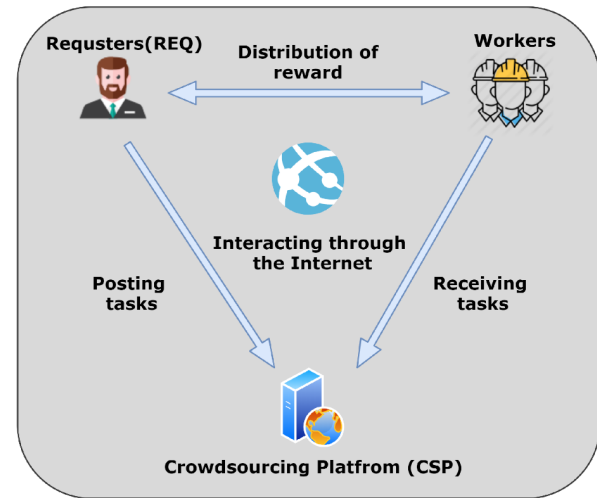 Requsters(REQ)
Workers
Distribution of
reward
Interacting through
the Internet
Posting
tasks
Receiving
tasks
Crowdsourcing Platfrom (CSP)